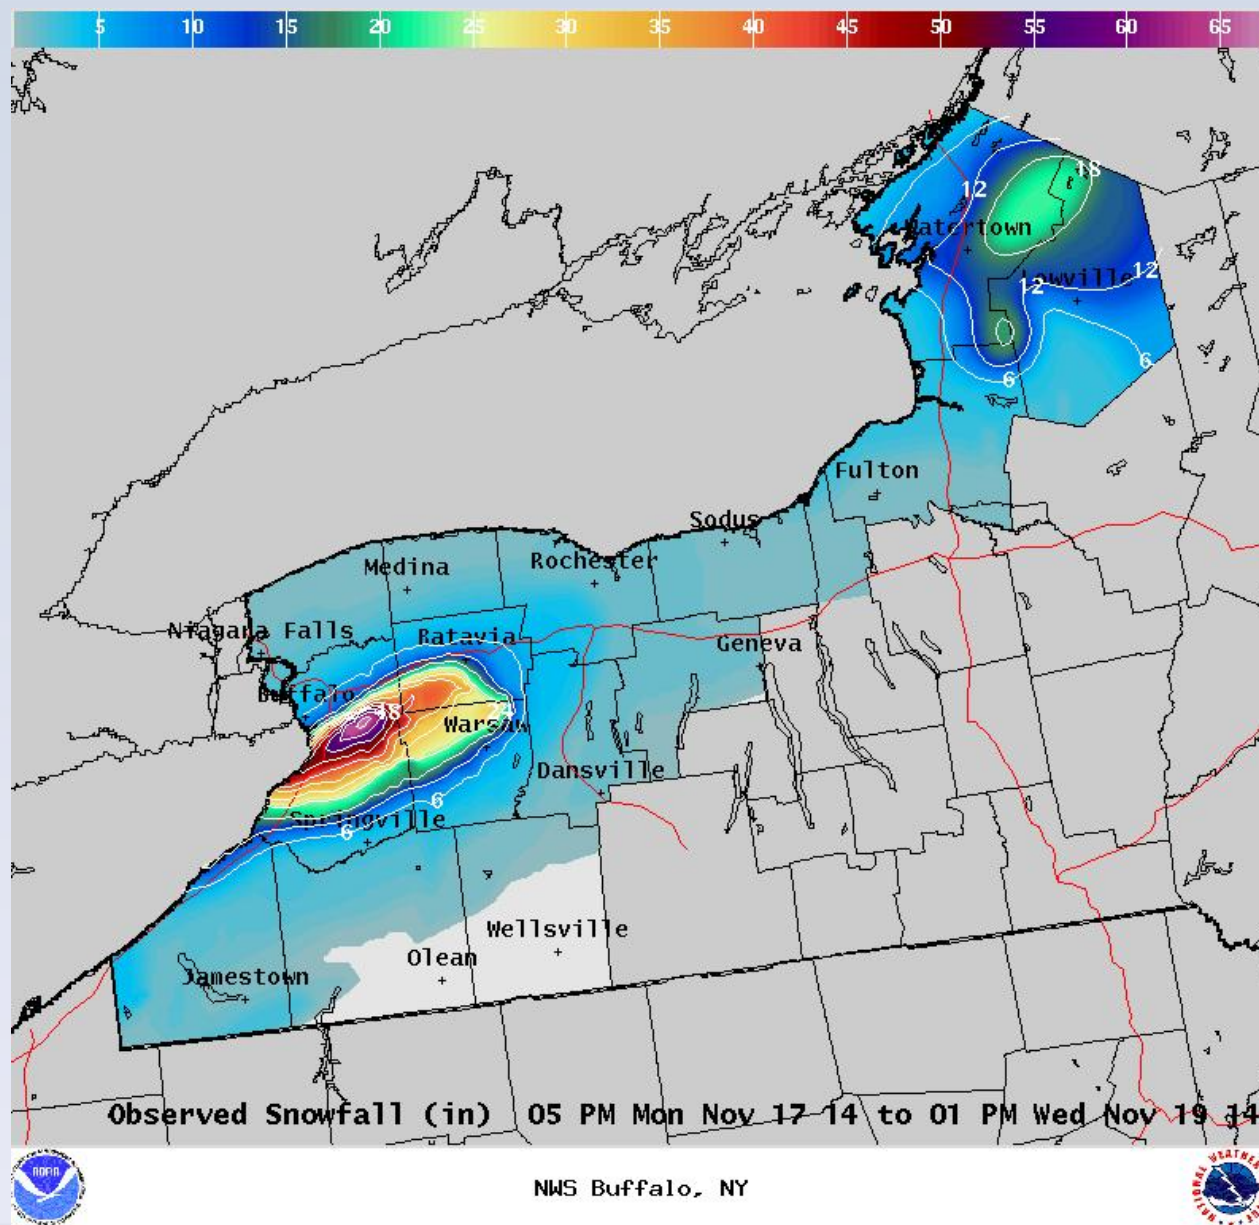 5 10 15 20 25 30 35 40 45 50 55 60 65
18
12
Watertown
12
Lowville
12
6
6
Fulton
Sodus
Medina
Rochester
Niagara Falls
Batavia
Geneva
Buffalo
48
24
Warsaw
Dansville
6
Springville
6
Wellsville
Olean
Jamestown
Observed Snowfall (in) 05 PM Mon Nov 17 14 to 01 PM Wed Nov 19 14
NOAA
NWS Buffalo, NY